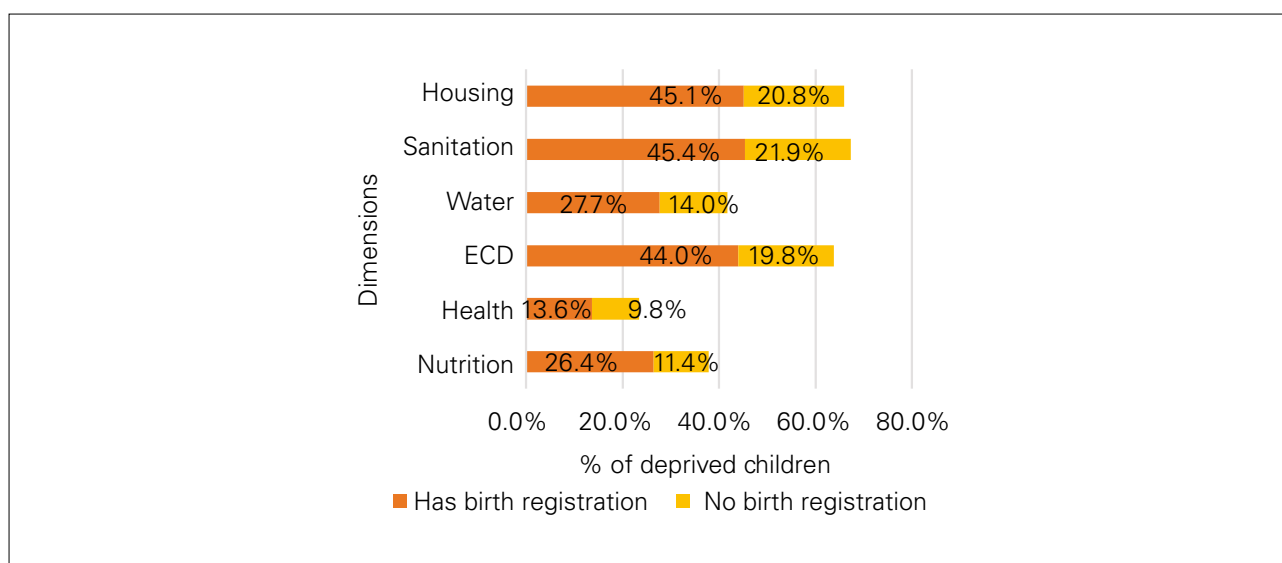 Housing 45.1% 20.8%
Sanitation 45.4% 21.9%
Water 27.7% 14.0%
ECD 44.0% 19.8%
Health 13.6% 9.8%
Nutrition 26.4% 11.4%
Dimensions
0.0% 20.0% 40.0% 60.0% 80.0%
% of deprived children
Has birth registration No birth registration